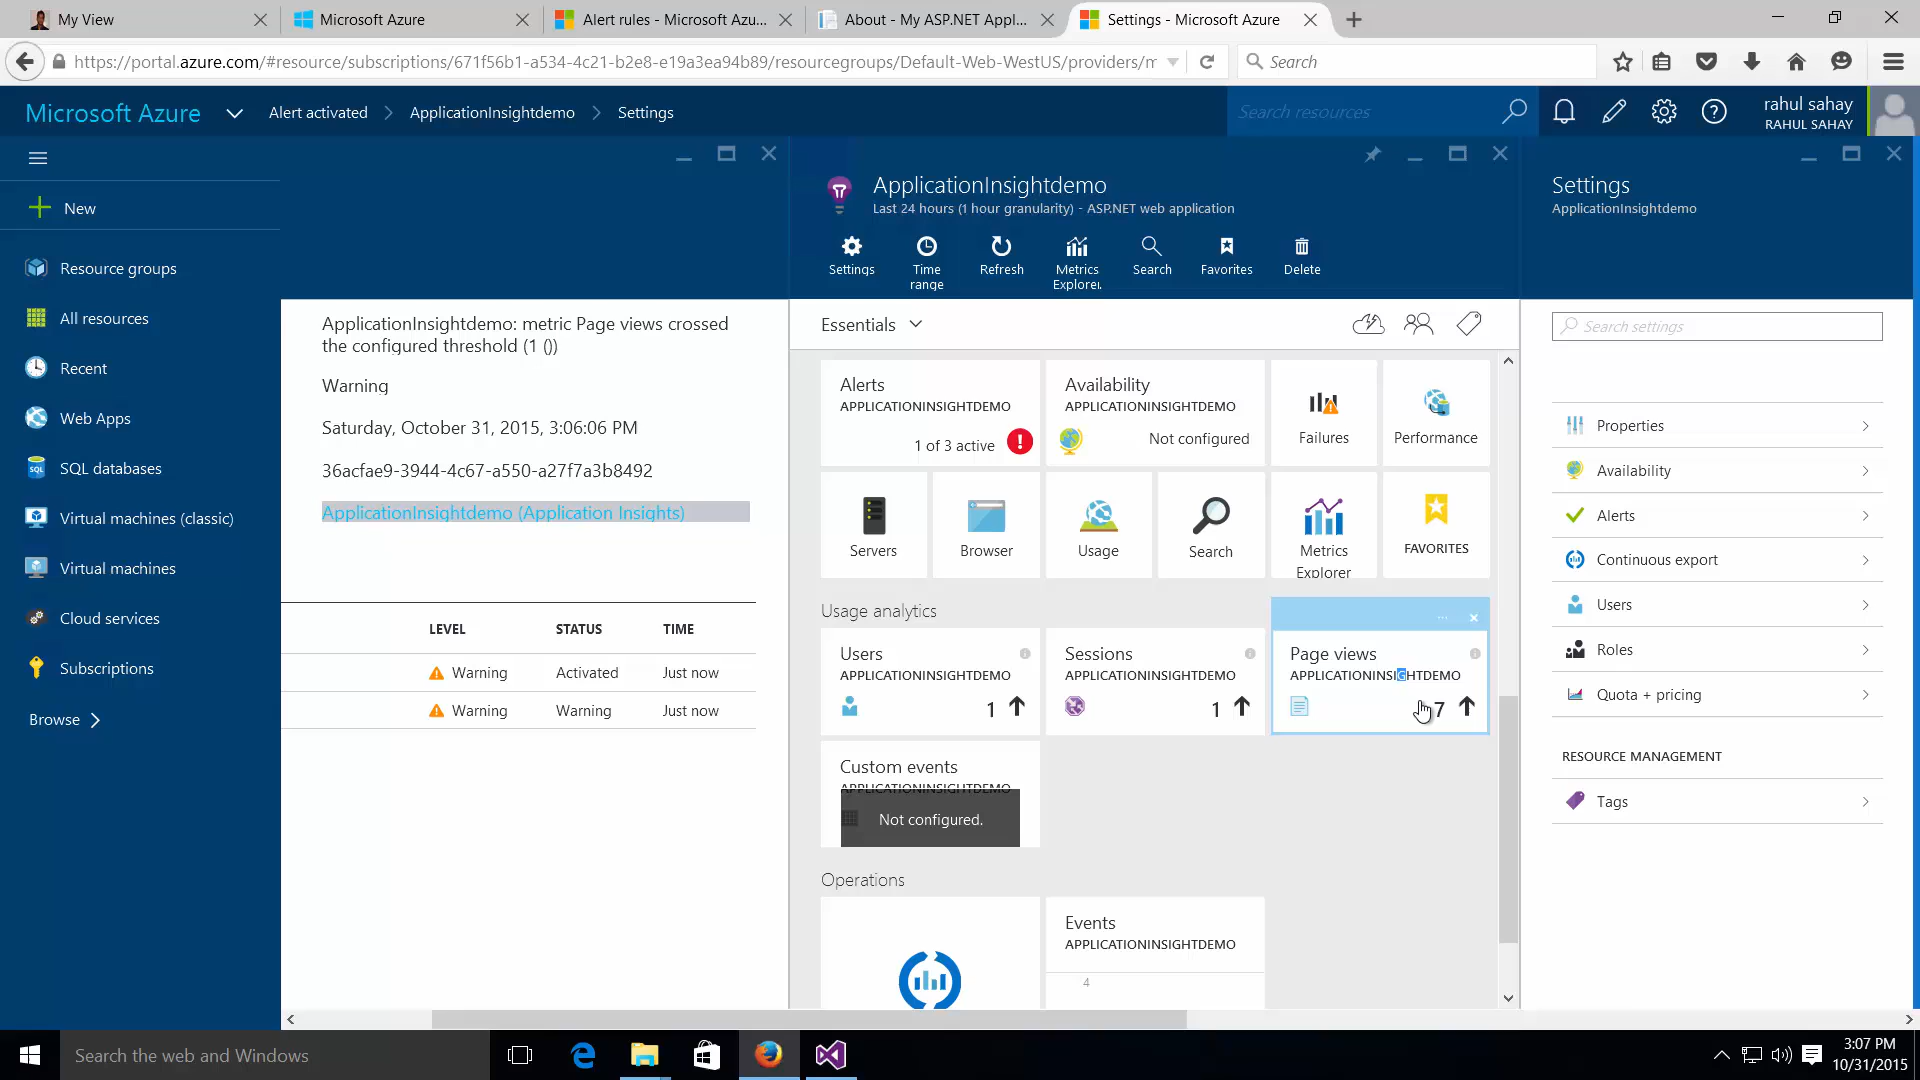 My View
Microsoft Azure
Alert rules - Microsoft Azu...
About - My ASP.NET Appl...
Settings - Microsoft Azure
https://portal.azure.com/#resource/subscriptions/671f56b1-a534-4c21-b2e8-e19a3ea94b89/resourcegroups/Default-Web-WestUS/providers/m
Search
Microsoft Azure
Alert activated
ApplicationInsightdemo
Settings
Search resources
rahul sahay
RAHUL SAHAY
New
Resource groups
All resources
Recent
Web Apps
SQL databases
Virtual machines (classic)
Virtual machines
Cloud services
Subscriptions
Browse
ApplicationInsightdemo: metric Page views crossed
the configured threshold (1 ())
Warning
Saturday, October 31, 2015, 3:06:06 PM
36acfae9-3944-4c67-a550-a27f7a3b8492
ApplicationInsightdemo (Application Insights)
LEVEL STATUS TIME
Warning Activated Just now
Warning Warning Just now
ApplicationInsightdemo
Last 24 hours (1 hour granularity) - ASP.NET web application
Settings
Time
range
Refresh
Metrics
Explorer
Search
Favorites
Delete
Essentials
Alerts
APPLICATIONINSIGHTDEMO
1 of 3 active
Availability
APPLICATIONINSIGHTDEMO
Not configured
Failures
Performance
Servers
Browser
Usage
Search
Metrics
Explorer
FAVORITES
Usage analytics
Users
APPLICATIONINSIGHTDEMO
1
Sessions
APPLICATIONINSIGHTDEMO
1
Page views
APPLICATIONINSIGHTDEMO
7
Custom events
APPLICATIONINSIGHTDEMO
Not configured.
Operations
Events
APPLICATIONINSIGHTDEMO
4
Settings
ApplicationInsightdemo
Search settings
Properties
Availability
Alerts
Continuous export
Users
Roles
Quota + pricing
RESOURCE MANAGEMENT
Tags
Search the web and Windows
3:07 PM
10/31/2015